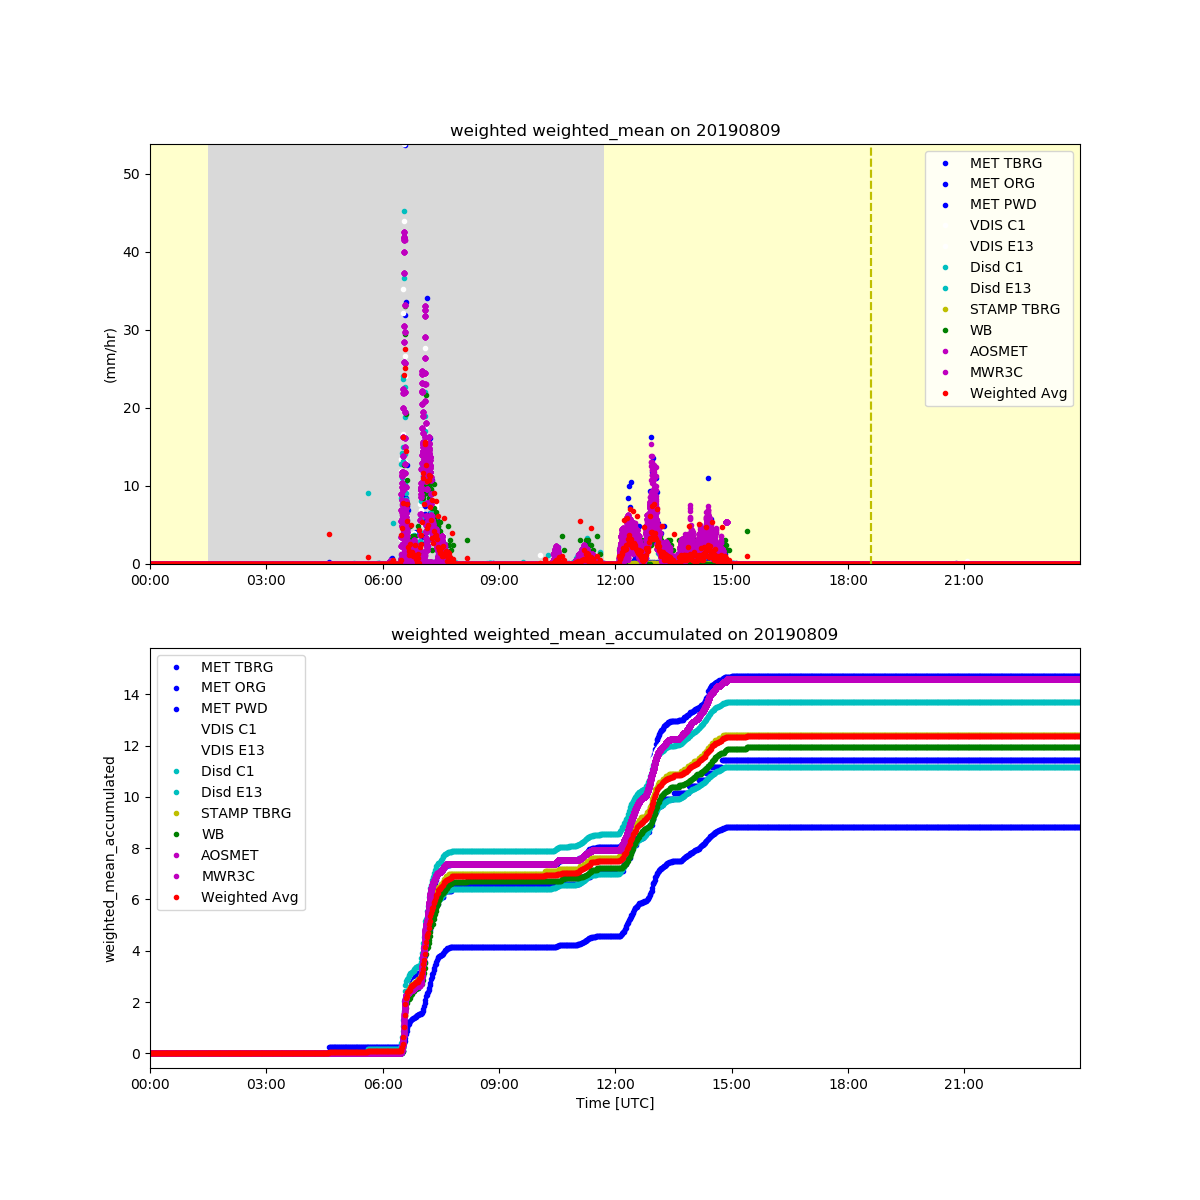 weighted weighted_mean on 20190809
50
40
30
20
10
0
(mm/hr)
MET TBRG
MET ORG
MET PWD
VDIS C1
VDIS E13
Disd C1
Disd E13
STAMP TBRG
WB
AOSMET
MWR3C
Weighted Avg
00:00 03:00 06:00 09:00 12:00 15:00 18:00 21:00
weighted weighted_mean_accumulated on 20190809
14
12
10
8
6
4
2
0
weighted_mean_accumulated
MET TBRG
MET ORG
MET PWD
VDIS C1
VDIS E13
Disd C1
Disd E13
STAMP TBRG
WB
AOSMET
MWR3C
Weighted Avg
00:00 03:00 06:00 09:00 12:00 15:00 18:00 21:00
Time [UTC]